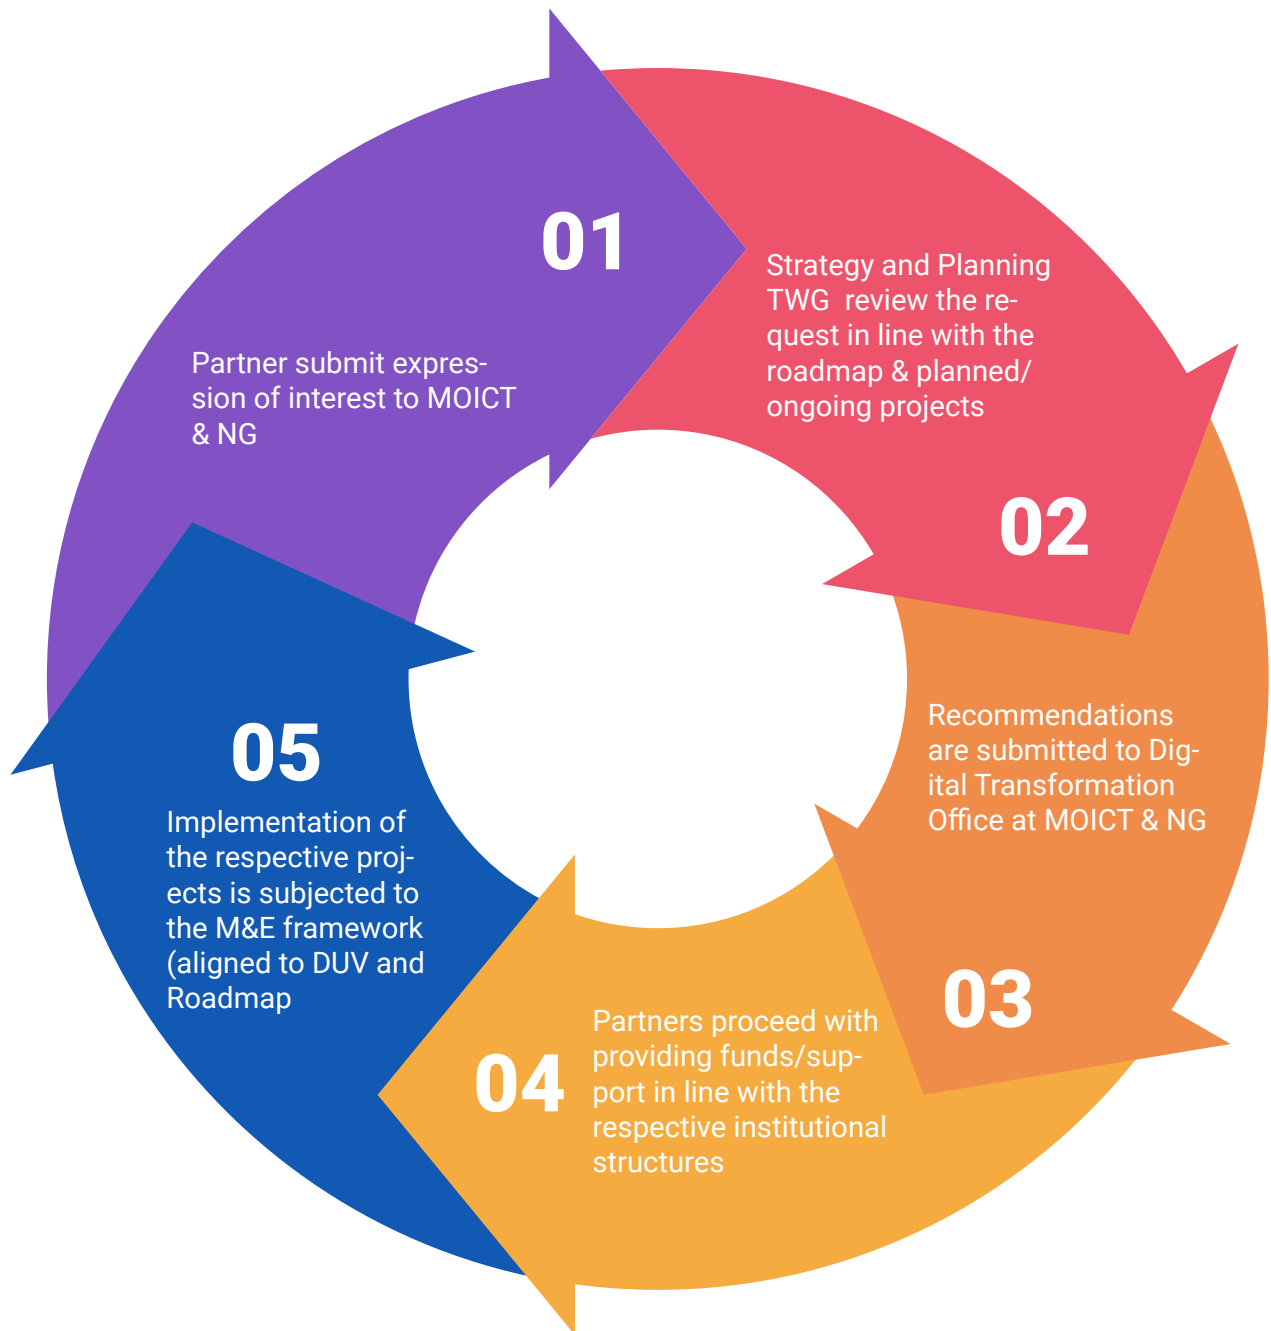 01
Partner submit expres-
sion of interest to MOICT
& NG
Strategy and Planning
TWG  review the re-
quest in line with the
roadmap & planned/
ongoing projects
02
Recommendations
are submitted to Dig-
ital Transformation
Office at MOICT & NG
03
Partners proceed with
providing funds/sup-
port in line with the
respective institutional
structures
04
05
Implementation of
the respective proj-
ects is subjected to
the M&E framework
(aligned to DUV and
Roadmap